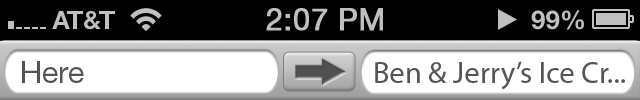 AT&T 2:07 PM 99%
Here Ben & Jerry's Ice Cr...